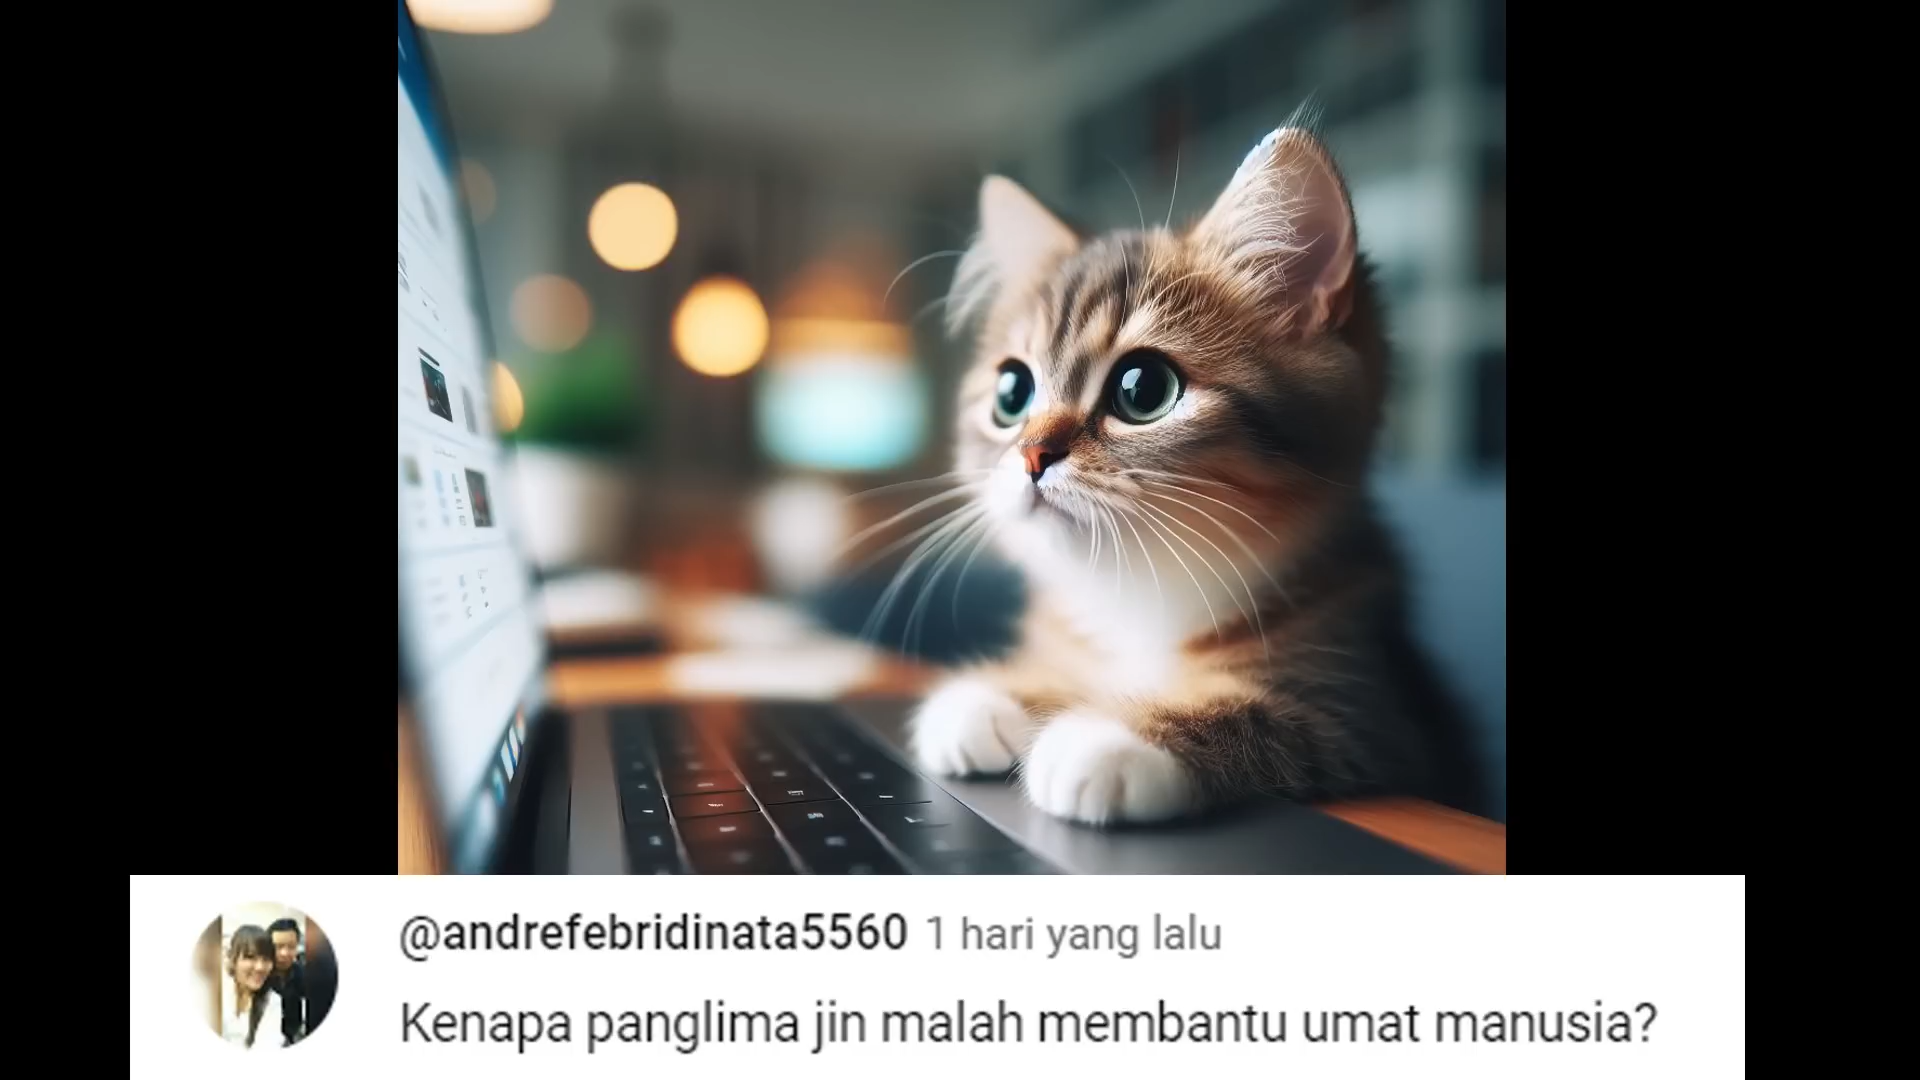 @andrefebridinata5560 1 hari yang lalu
Kenapa panglima jin malah membantu umat manusia?